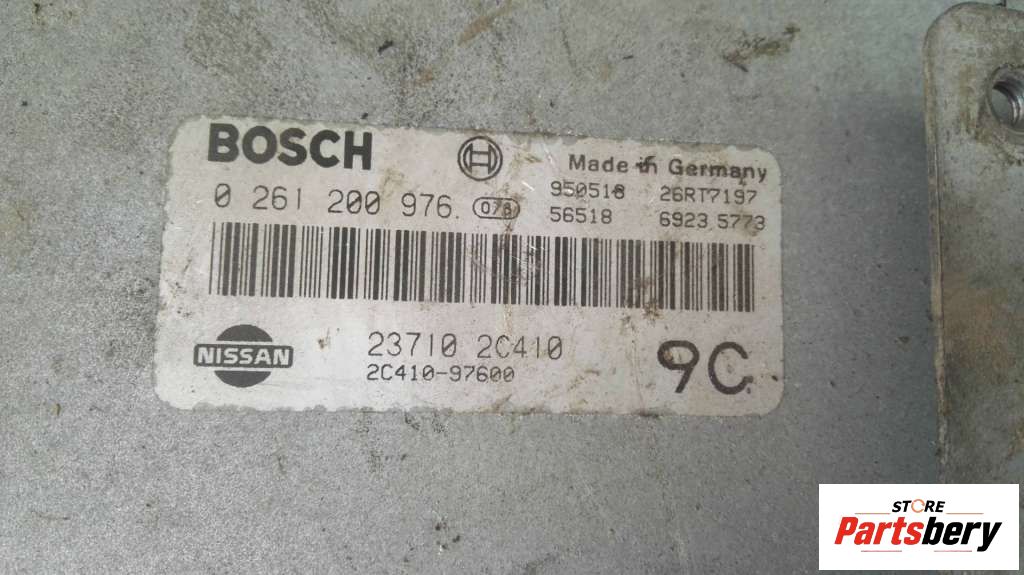 BOSCH
Made in Germany
0 261 200 976 078
950518 26RT7197
56518 6923 5773
NISSAN
23710 2C410
2C410-97600
9C
STORE
Partsbery